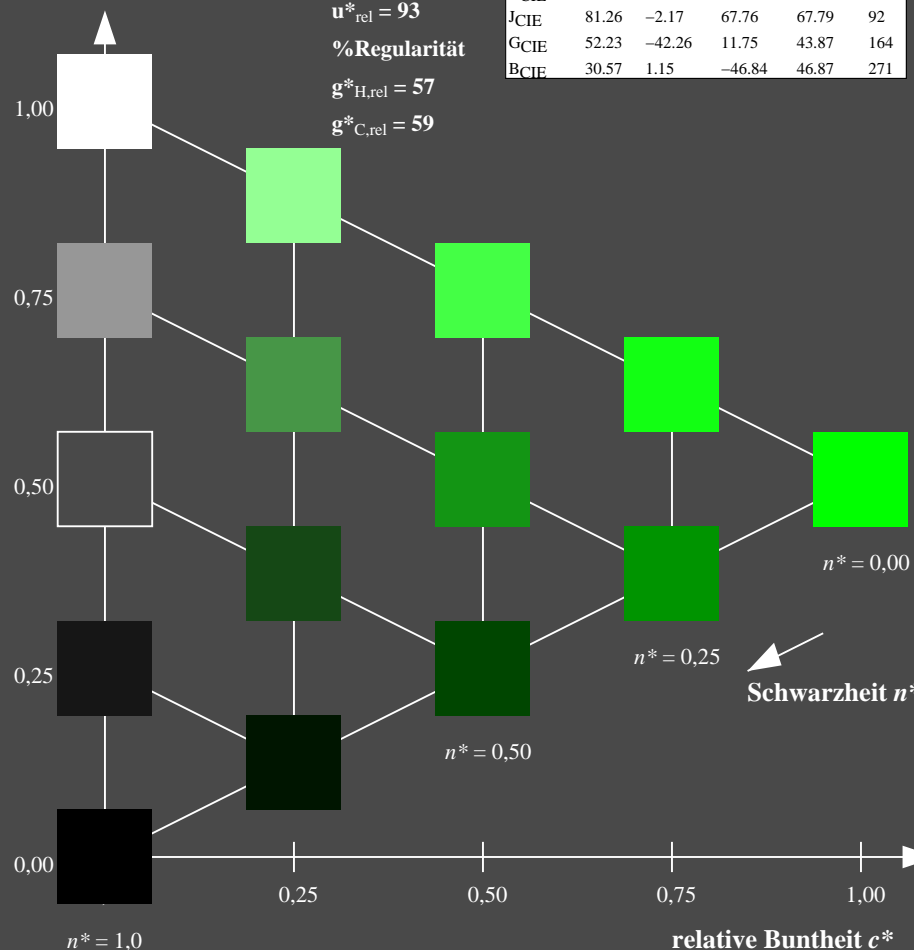 u*rel = 93
%Regularität
g*H,rel = 57
g*C,rel = 59
JCIE 81.26 −2.17 67.76 67.79 92
GCIE 52.23 −42.26 11.75 43.87 164
BCIE 30.57 1.15 −46.84 46.87 271
1,00
0,75
0,50
n* = 0,00
n* = 0,25
0,25
Schwarzheit n*
n* = 0,50
0,00
0,25 0,50 0,75 1,00
n* = 1,0
relative Buntheit c*